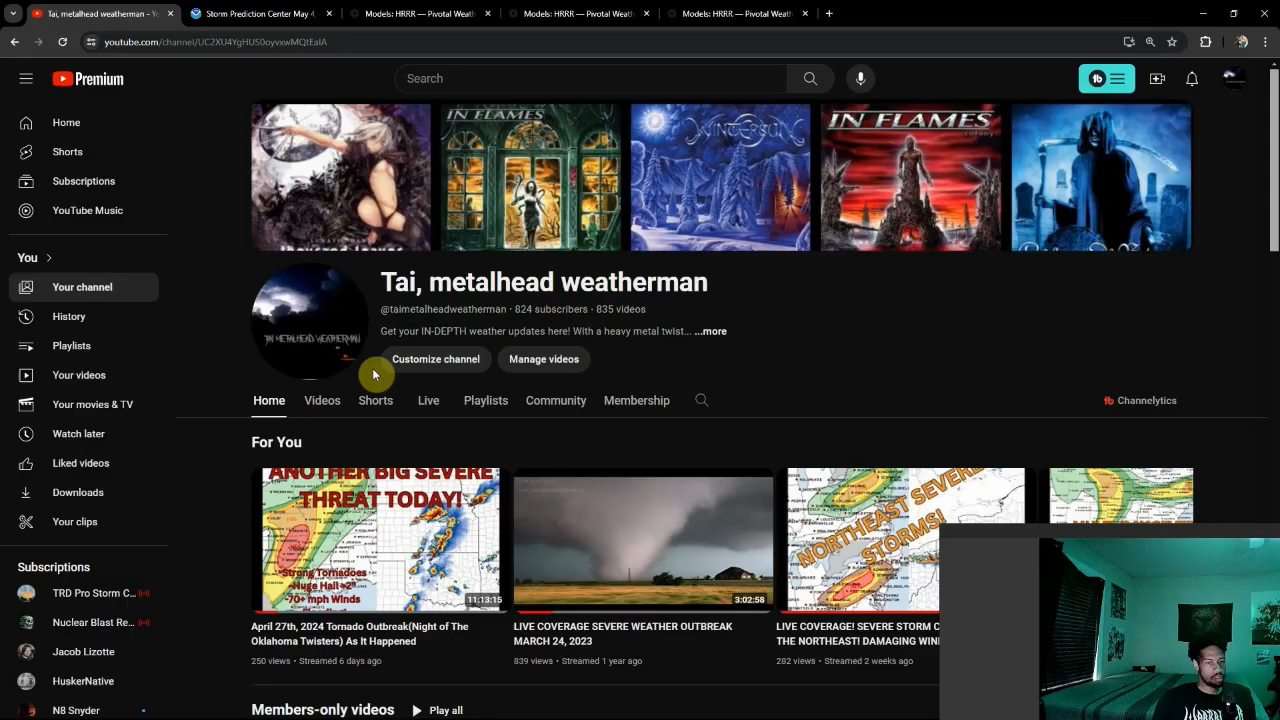 Tai, metalhead weatherman - Y
Storm Prediction Center May 4,
Models: HRRR — Pivotal Weath
Models: HRRR — Pivotal Weath
Models: HRRR — Pivotal Weath
youtube.com/channel/UC2XU4YgHUS0oyvxwMQtEaIA
Premium
Search
Home
Shorts
Subscriptions
YouTube Music
You
Your channel
History
Playlists
Your videos
Your movies & TV
Watch later
Liked videos
Downloads
Your clips
Subscriptions
TRD Pro Storm C...
Nuclear Blast Re...
Jacob Lizotte
HuskerNative
N8 Snyder
IN FLAMES
WINTERSUN
IN FLAMES
colony
thousand leaves
Tai, metalhead weatherman
@taimetalheadweatherman · 824 subscribers · 835 videos
Get your IN-DEPTH weather updates here! With a heavy metal twist... ...more
TAI METALHEAD WEATHERMAN
Customize channel
Manage videos
Home
Videos
Shorts
Live
Playlists
Community
Membership
Channelytics
For You
ANOTHER BIG SEVERE
THREAT TODAY!
-Strong Tornadoes
-Huge Hail +2"
-70+ mph Winds
11:13:15
April 27th, 2024 Tornado Outbreak(Night of The
Oklahoma Twisters) As It Happened
250 views • Streamed 6 days ago
3:02:58
LIVE COVERAGE SEVERE WEATHER OUTBREAK
MARCH 24, 2023
839 views • Streamed 1 year ago
NORTHEAST SEVERE
STORMS!
LIVE COVERAGE! SEVERE STORM
THE NORTHEAST! DAMAGING
282 views • Streamed 2 weeks ago
Members-only videos
Play all